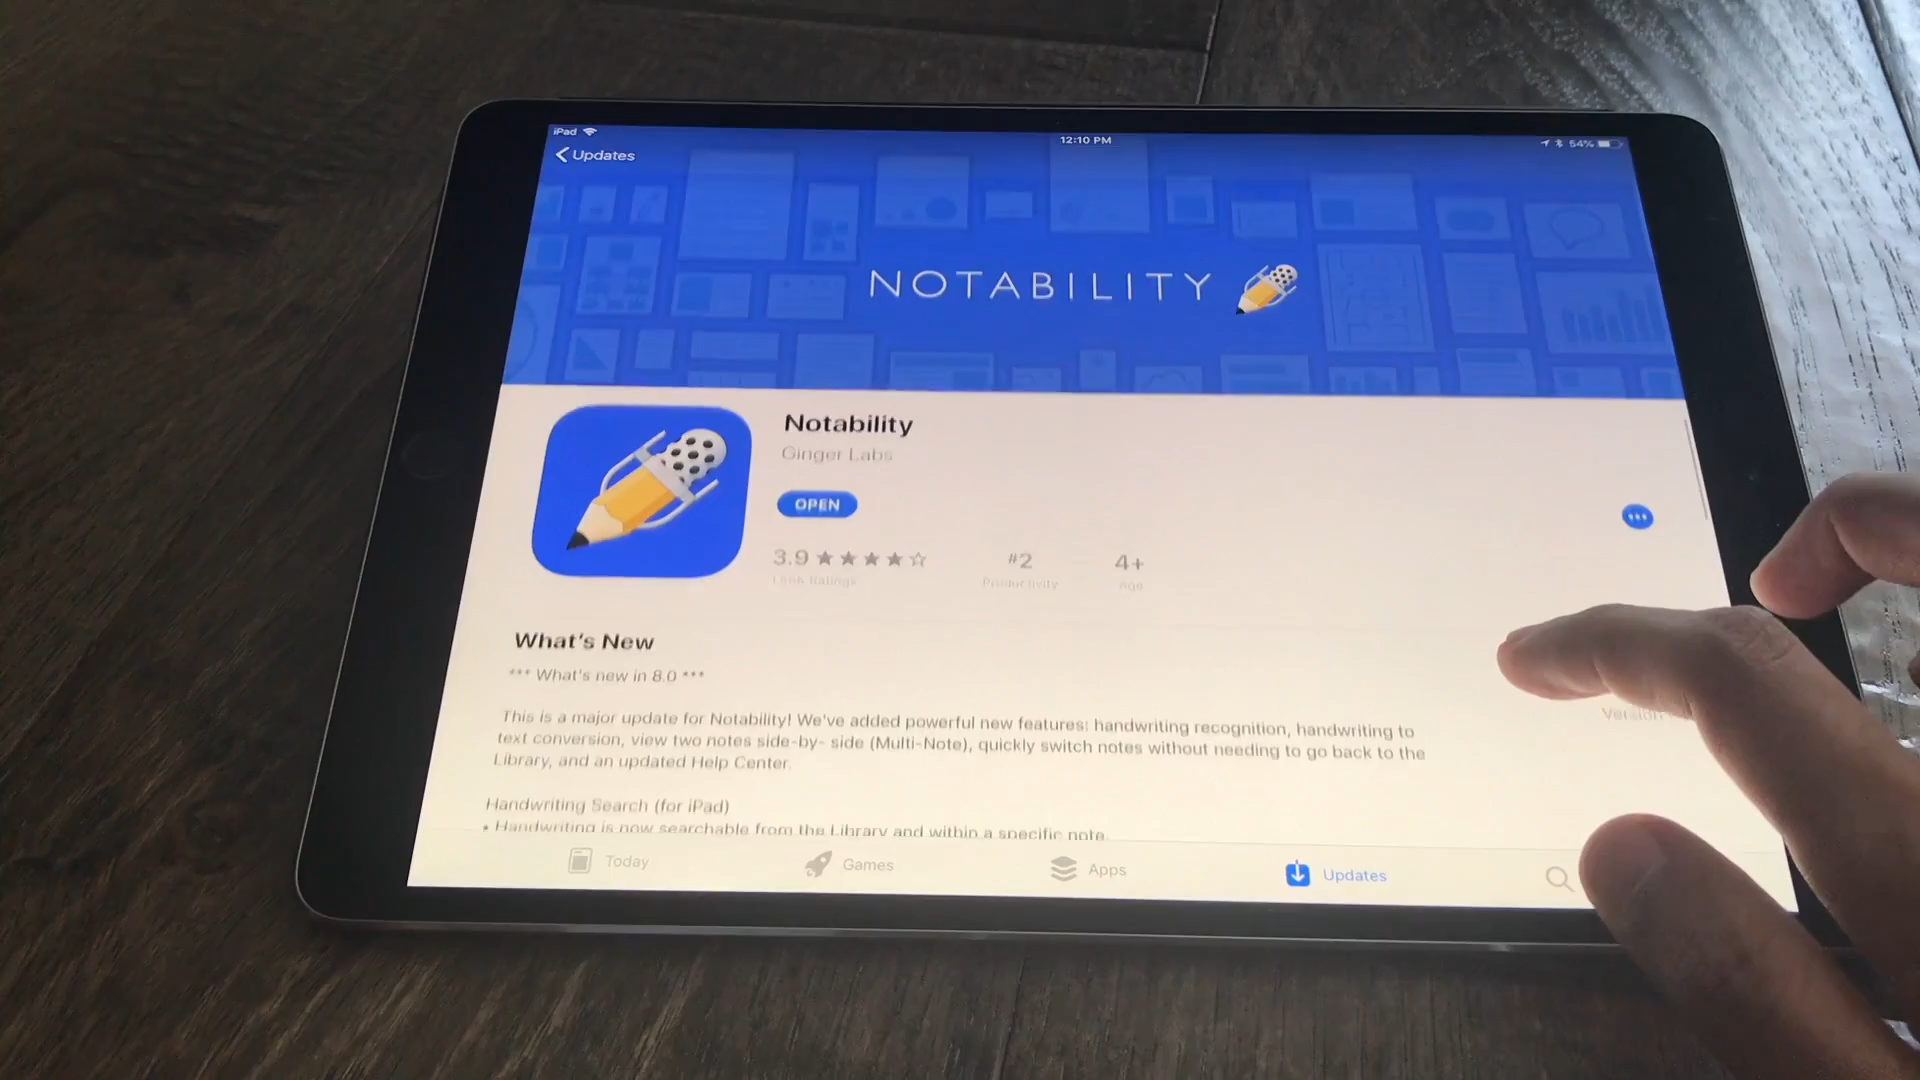 iPad
12:10 PM
54%
Updates
NOTABILITY
Notability
Ginger Labs
OPEN
3.9
#2
4+
Ratings
Productivity
Age
What's New
*** What's new in 8.0 ***
Version
This is a major update for Notability! We've added powerful new features: handwriting recognition, handwriting to
text conversion, view two notes side-by- side (Multi-Note), quickly switch notes without needing to go back to the
Library, and an updated Help Center.
Handwriting Search (for iPad)
• Handwriting is now searchable from the Library and within a specific note.
Today
Games
Apps
Updates